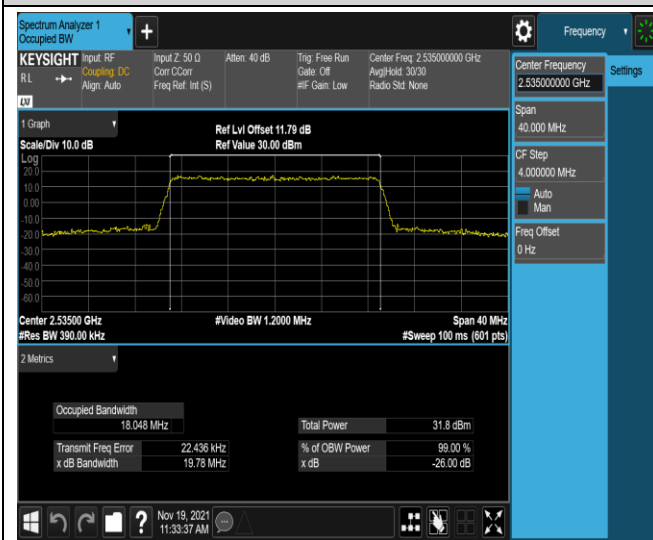 Spectrum Analyzer 1
Occupied BW
+
Frequency
KEYSIGHT
RL
LXI
Input: RF
Coupling: DC
Align: Auto
Input Z: 50 Ω
Corr CCorr
Freq Ref: Int (S)
Atten: 40 dB
Trig: Free Run
Gate: Off
#IF Gain: Low
Center Freq: 2.535000000 GHz
Avg|Hold: 30/30
Radio Std: None
Center Frequency
2.535000000 GHz
Settings
Span
40.000 MHz
CF Step
4.000000 MHz
Auto
Man
Freq Offset
0 Hz
1 Graph
Scale/Div 10.0 dB
Ref Lvl Offset 11.79 dB
Ref Value 30.00 dBm
Log
20.0
10.0
0.00
-10.0
-20.0
-30.0
-40.0
-50.0
-60.0
Center 2.53500 GHz
#Video BW 1.2000 MHz
Span 40 MHz
#Res BW 390.00 kHz
#Sweep 100 ms (601 pts)
2 Metrics
Occupied Bandwidth
18.048 MHz
Total Power 31.8 dBm
Transmit Freq Error 22.436 kHz
% of OBW Power 99.00 %
x dB Bandwidth 19.78 MHz
x dB -26.00 dB
?
Nov 19, 2021
11:33:37 AM